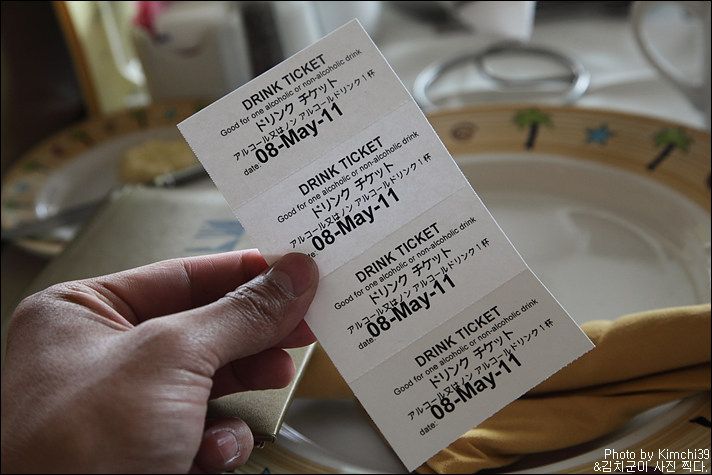 DRINK TICKET
Good for one alcoholic or non-alcoholic drink
ドリンク チケット
アルコール又はノン アルコールドリンク1杯
date: 08-May-11
DRINK TICKET
Good for one alcoholic or non-alcoholic drink
ドリンク チケット
アルコール又はノン アルコールドリンク1杯
08-May-11
DRINK TICKET
Good for one alcoholic or non-alcoholic drink
ドリンク チケット
アルコール又はノン アルコールドリンク1杯
date: 08-May-11
DRINK TICKET
Good for one alcoholic or non-alcoholic drink
ドリンク チケット
アルコール又はノン アルコールドリンク1杯
date: 08-May-11
Photo by Kimchi39
&김치군이 사진 찍다.